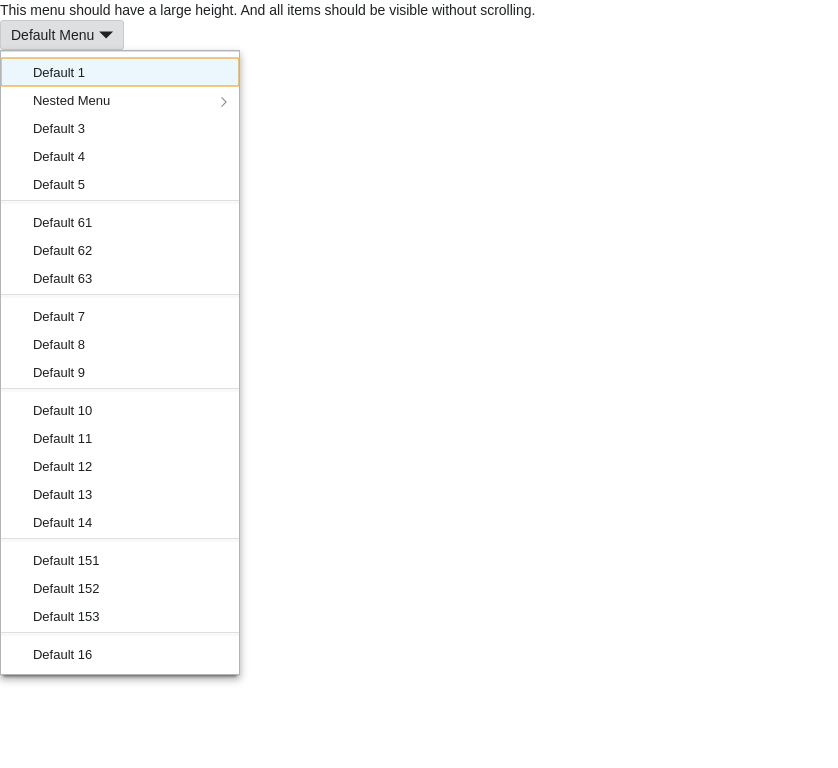 This menu should have a large height. And all items should be visible without scrolling.
Default Menu
Default 1
Nested Menu
Default 3
Default 4
Default 5
Default 61
Default 62
Default 63
Default 7
Default 8
Default 9
Default 10
Default 11
Default 12
Default 13
Default 14
Default 151
Default 152
Default 153
Default 16